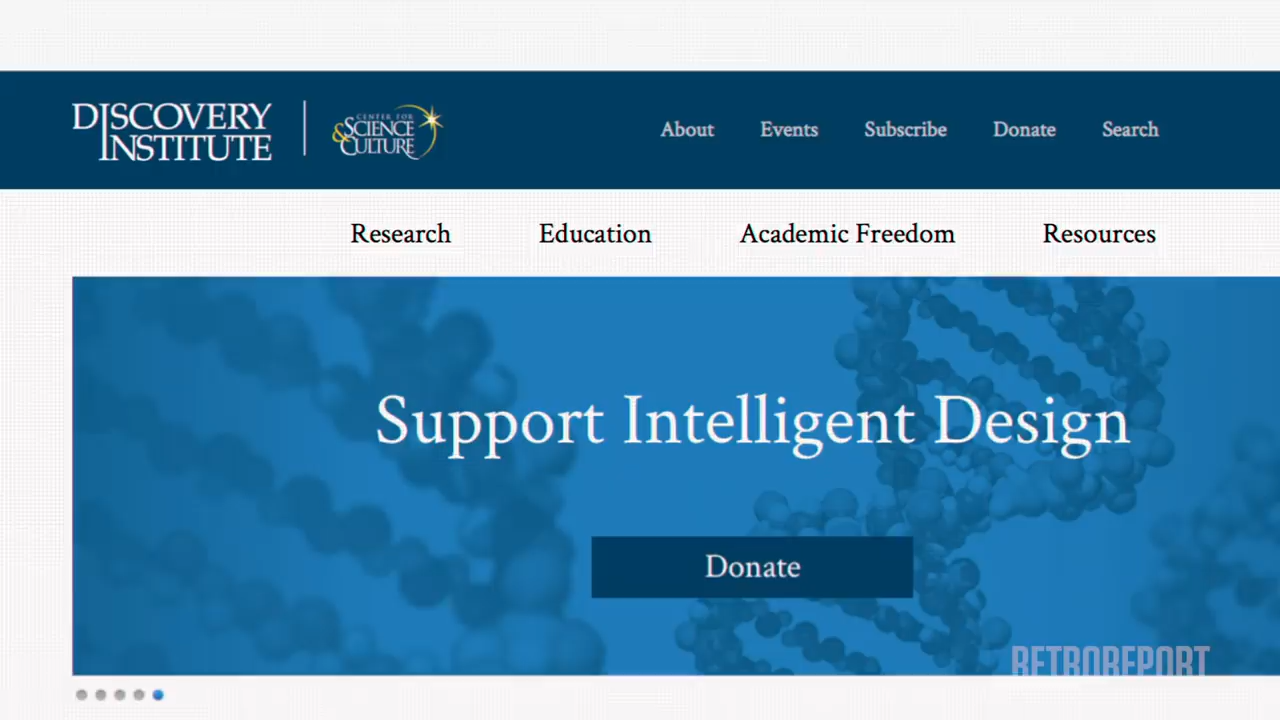 DISCOVERY
INSTITUTE
CENTER FOR
SCIENCE
& CULTURE
About Events Subscribe Donate Search
Research Education Academic Freedom Resources
Support Intelligent Design
Donate
RETROREPORT